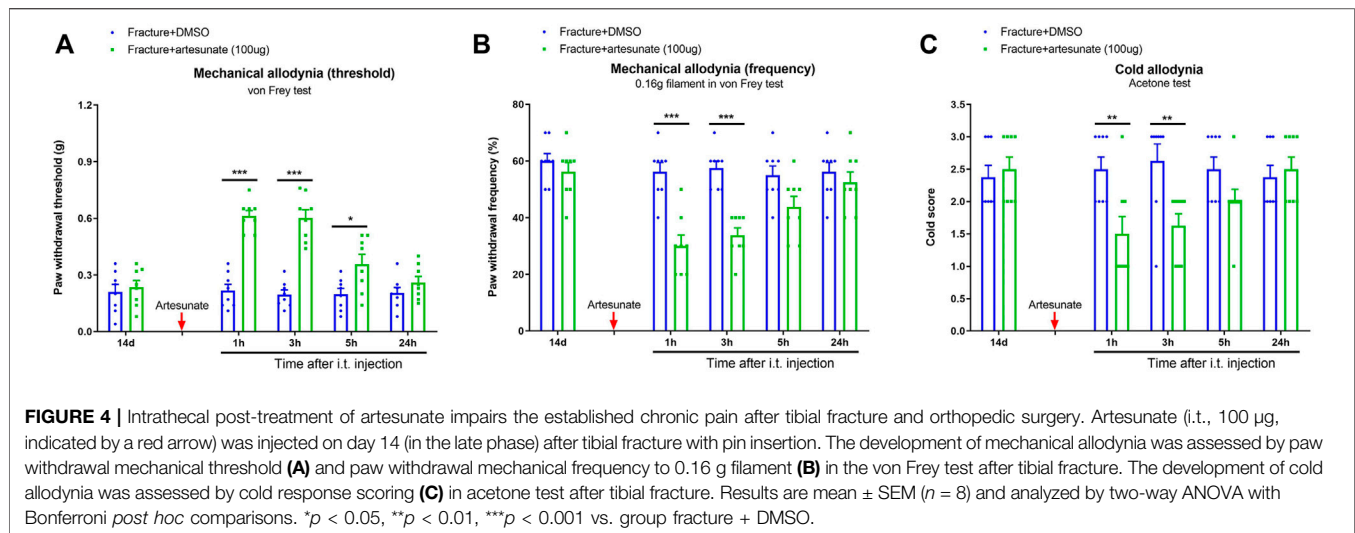 A
Fracture+DMSO
Fracture+artesunate (100ug)
Mechanical allodynia (threshold)
von Frey test
Paw withdrawal threshold (g)
1.2
0.9
0.6
0.3
0.0
***
***
*
Artesunate
14d 1h 3h 5h 24h
Time after i.t. injection
B
Fracture+DMSO
Fracture+artesunate (100ug)
Mechanical allodynia (frequency)
0.16g filament in von Frey test
Paw withdrawal frequency (%)
80
60
40
20
0
***
***
Artesunate
14d 1h 3h 5h 24h
Time after i.t. injection
C
Fracture+DMSO
Fracture+artesunate (100ug)
Cold allodynia
Acetone test
Cold score
3.5
3.0
2.5
2.0
1.5
1.0
0.5
0.0
**
**
Artesunate
14d 1h 3h 5h 24h
Time after i.t. injection
FIGURE 4 | Intrathecal post-treatment of artesunate impairs the established chronic pain after tibial fracture and orthopedic surgery. Artesunate (i.t., 100 µg,
indicated by a red arrow) was injected on day 14 (in the late phase) after tibial fracture with pin insertion. The development of mechanical allodynia was assessed by paw
withdrawal mechanical threshold (A) and paw withdrawal mechanical frequency to 0.16 g filament (B) in the von Frey test after tibial fracture. The development of cold
allodynia was assessed by cold response scoring (C) in acetone test after tibial fracture. Results are mean ± SEM (n = 8) and analyzed by two-way ANOVA with
Bonferroni post hoc comparisons. *p < 0.05, **p < 0.01, ***p < 0.001 vs. group fracture + DMSO.